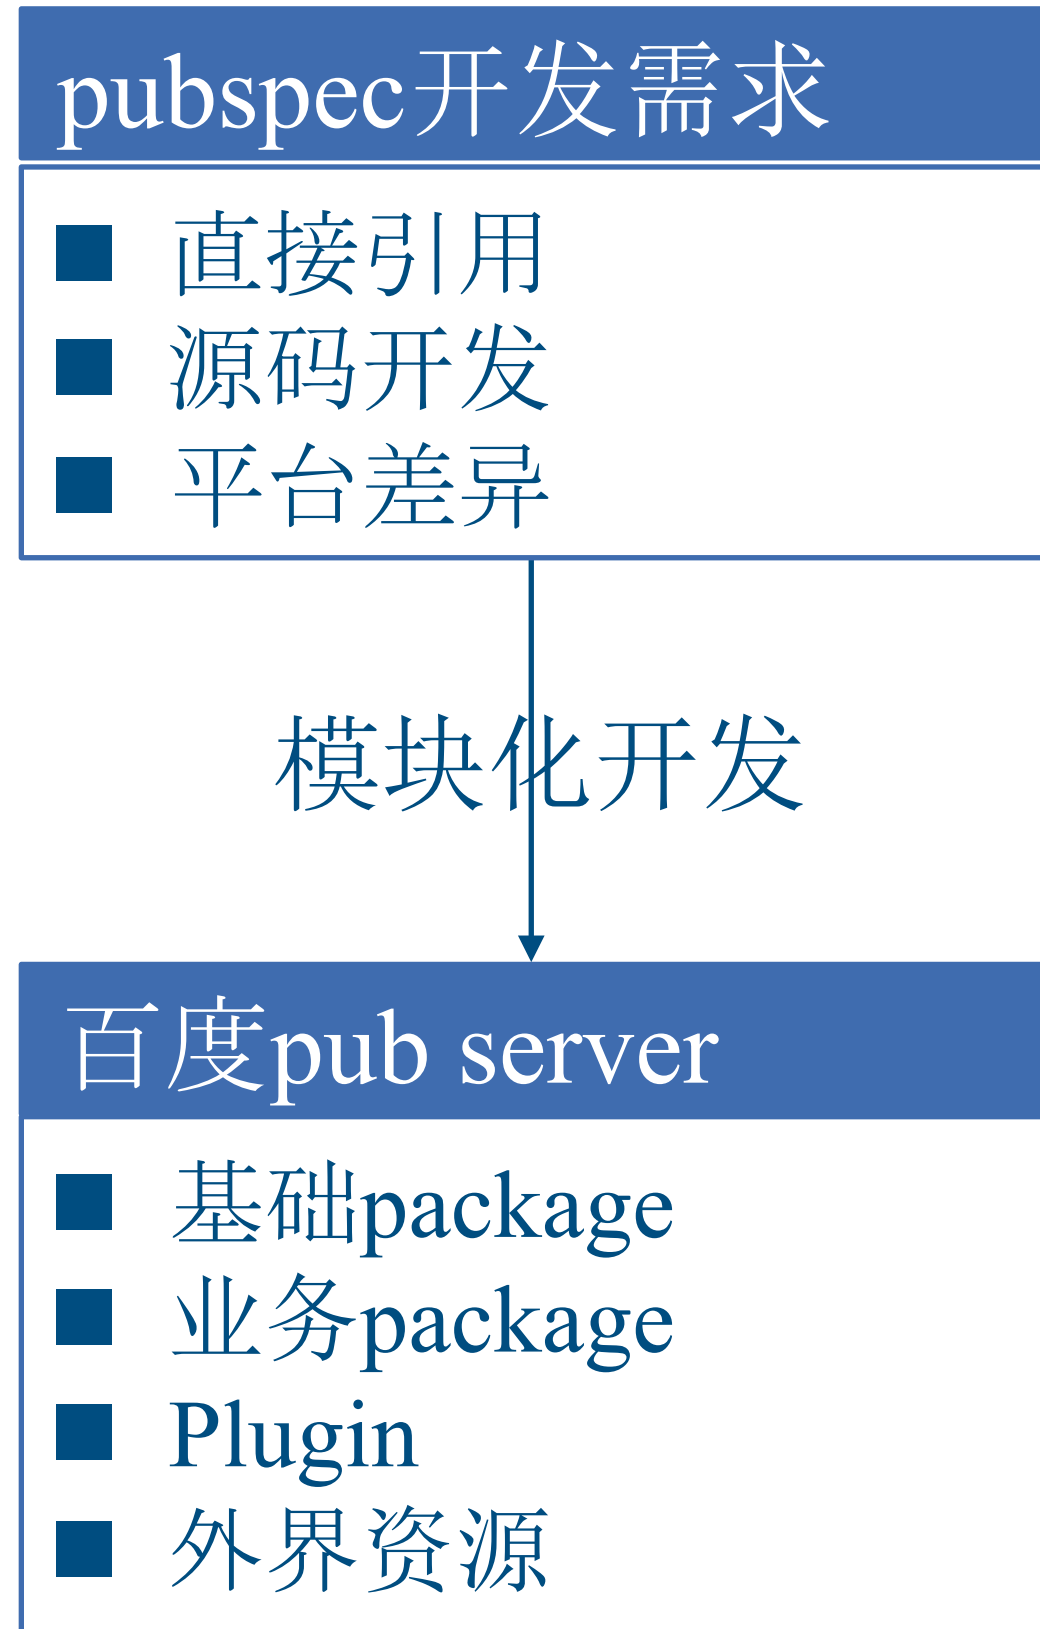 pubspec开发需求
直接引用
源码开发
平台差异
模块化开发
百度pub server
基础package
业务package
Plugin
外界资源